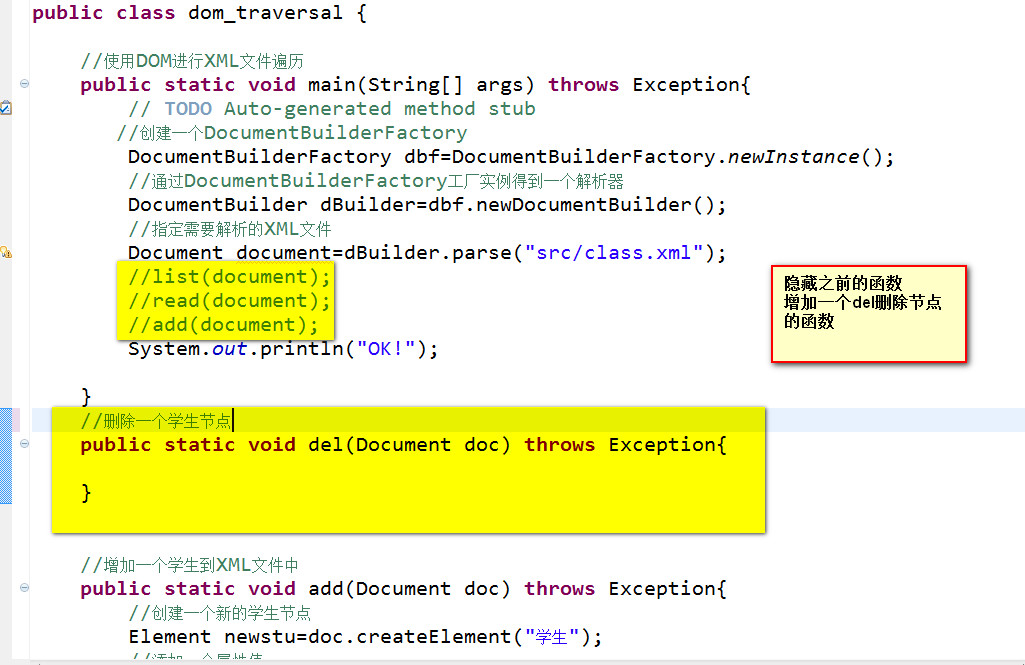 public class dom_traversal {
//使用DOM进行XML文件遍历
public static void main(String[] args) throws Exception{
// TODO Auto-generated method stub
//创建一个DocumentBuilderFactory
DocumentBuilderFactory dbf=DocumentBuilderFactory.newInstance();
//通过DocumentBuilderFactory工厂实例得到一个解析器
DocumentBuilder dBuilder=dbf.newDocumentBuilder();
//指定需要解析的XML文件
Document document=dBuilder.parse("src/class.xml");
//list(document);
//read(document);
//add(document);
System.out.println("OK!");
}
隐藏之前的函数
增加一个del删除节点
的函数
//删除一个学生节点
public static void del(Document doc) throws Exception{
}
//增加一个学生到XML文件中
public static void add(Document doc) throws Exception{
//创建一个新的学生节点
Element newstu=doc.createElement("学生");
//添加一个属性值